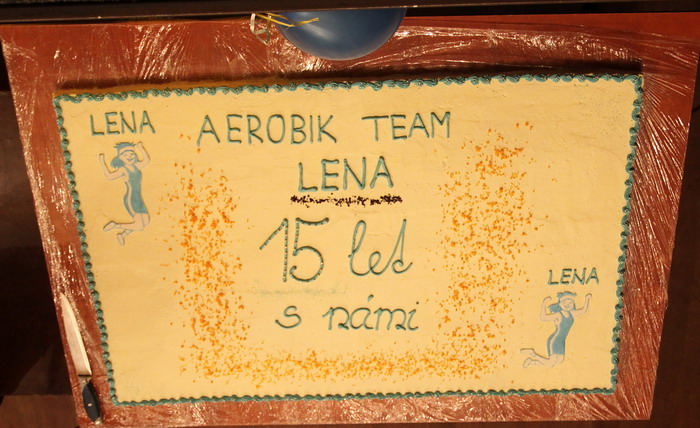 LENA
AEROBIK TEAM
LENA
15 let
s námi
LENA